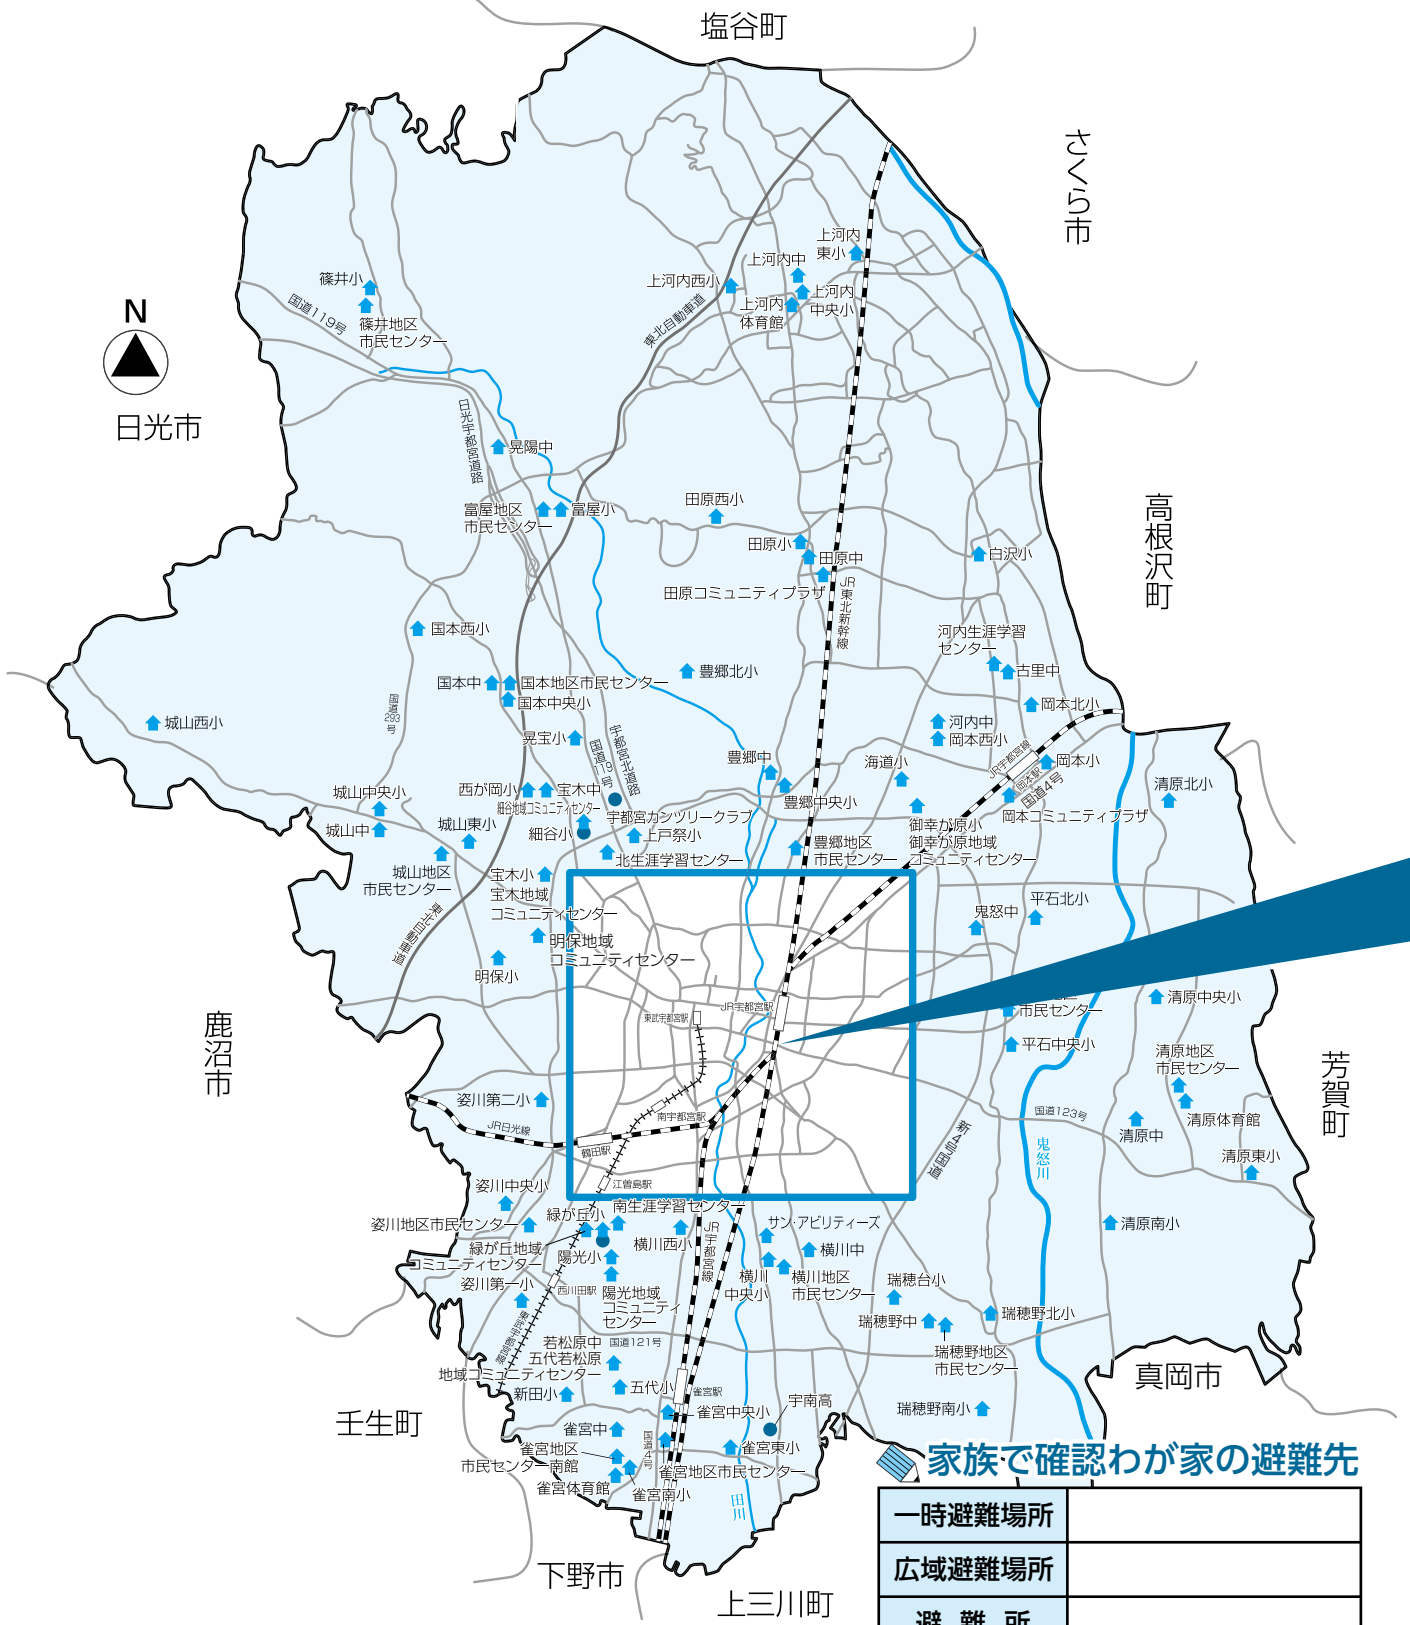 塩谷町
さくら市
N
日光市
高根沢町
鹿沼市
芳賀町
真岡市
壬生町
下野市
上三川町
篠井小
国道119号
篠井地区
市民センター
上河内
東小
上河内中
上河内西小
上河内
中央小
上河内
体育館
東北自動車道
日光宇都宮道路
晃陽中
富屋地区
市民センター
富屋小
田原西小
田原小
田原中
田原コミュニティプラザ
JR東北新幹線
白沢小
国本西小
河内生涯学習
センター
古里中
国本中
国本地区市民センター
国本中央小
豊郷北小
岡本北小
城山西小
国道293号
晃宝小
国道119号
宇都宮北道路
河内中
岡本西小
豊郷中
海道小
JR宇都宮線
岡本駅
岡本小
国道4号
清原北小
城山中央小
西が岡小
宝木中
細谷地域コミュニティセンター
宇都宮カンツリークラブ
豊郷中央小
岡本コミュニティプラザ
城山中
城山東小
細谷小
上戸祭小
御幸が原小
御幸が原地域
コミュニティセンター
豊郷地区
市民センター
北生涯学習センター
城山地区
市民センター
宝木小
宝木地域
コミュニティセンター
平石北小
鬼怒中
東北自動車道
明保地域
コミュニティセンター
明保小
JR宇都宮駅
東武宇都宮駅
市民センター
清原中央小
平石中央小
清原地区
市民センター
姿川第二小
南宇都宮駅
国道123号
清原体育館
JR日光線
鶴田駅
新4号国道
清原中
鬼怒川
清原東小
江曽島駅
姿川中央小
姿川地区市民センター
緑が丘小
南生涯学習センター
サン・アビリティーズ
清原南小
緑が丘地域
コミュニティセンター
陽光小
横川西小
JR宇都宮線
横川中
横川
中央小
横川地区
市民センター
瑞穂台小
姿川第一小
西川田駅
陽光地域
コミュニティ
センター
瑞穂野北小
瑞穂野中
瑞穂野地区
市民センター
東武宇都宮線
若松原中
五代若松原
地域コミュニティセンター
国道121号
新田小
五代小
雀宮駅
雀宮中央小
宇南高
瑞穂野南小
雀宮中
国道4号
雀宮東小
雀宮地区
市民センター南館
雀宮地区市民センター
雀宮体育館
雀宮南小
田川
家族で確認わが家の避難先
一時避難場所
広域避難場所
避難所